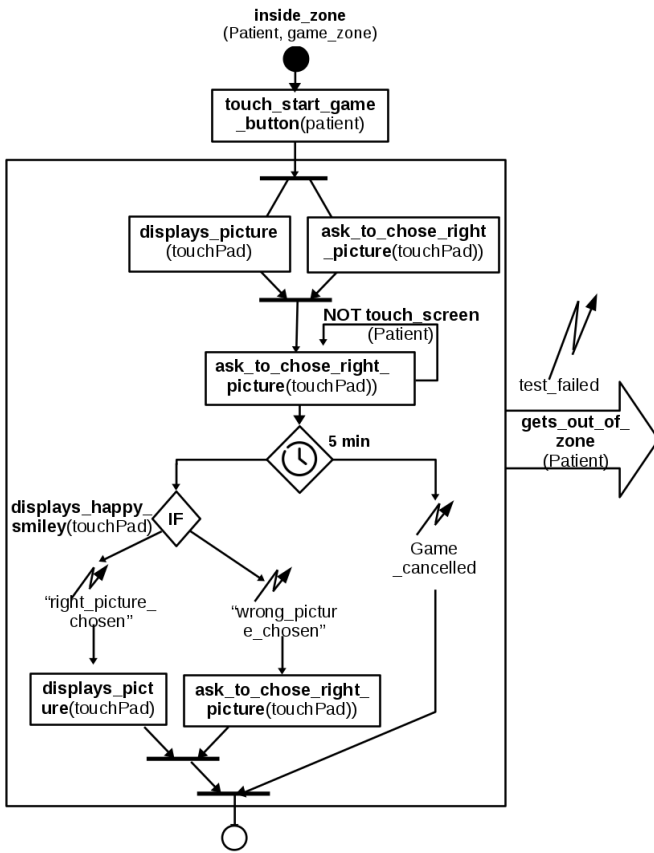 inside_zone
(Patient, game_zone)
touch_start_game
_button(patient)
displays_picture
(touchPad)
ask_to_chose_right
_picture(touchPad))
NOT touch_screen
(Patient)
ask_to_chose_right_
picture(touchPad))
test_failed
gets_out_of_
zone
(Patient)
5 min
displays_happy_
smiley(touchPad)
IF
Game
_cancelled
“right_picture_
chosen”
“wrong_pictur
e_chosen”
displays_pict
ure(touchPad)
ask_to_chose_right_
picture(touchPad))